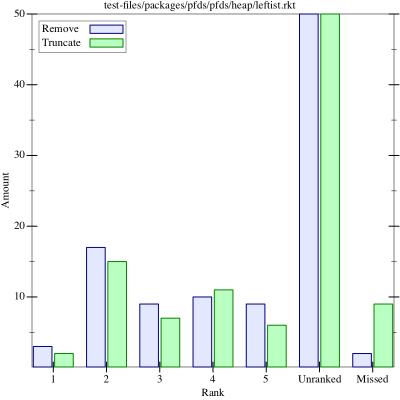 test-files/packages/pfds/pfds/heap/leftist.rkt
Remove
Truncate
50
40
30
20
10
Amount
1 2 3 4 5 Unranked Missed
Rank